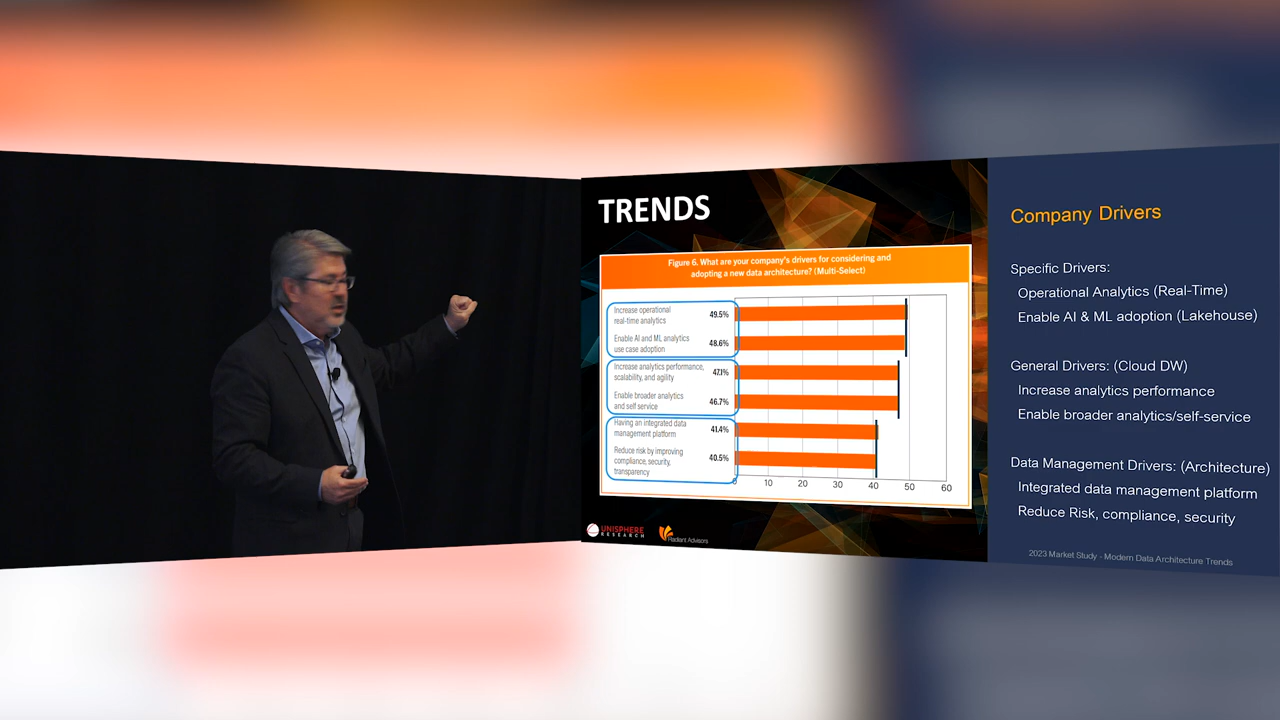 TRENDS
Figure 6. What are your company's drivers for considering and
adopting a new data architecture? (Multi-Select)
Increase operational
real-time analytics
49.5%
Enable AI and ML analytics
use case adoption
48.6%
Increase analytics performance,
scalability, and agility
47.1%
Enable broader analytics
and self service
46.7%
Having an integrated data
management platform
41.4%
Reduce risk by improving
compliance, security,
transparency
40.5%
0 10 20 30 40 50 60
UNISPHERE
RESEARCH
Radiant Advisors
Company Drivers
Specific Drivers:
Operational Analytics (Real-Time)
Enable AI & ML adoption (Lakehouse)
General Drivers: (Cloud DW)
Increase analytics performance
Enable broader analytics/self-service
Data Management Drivers: (Architecture)
Integrated data management platform
Reduce Risk, compliance, security
2023 Market Study - Modern Data Architecture Trends